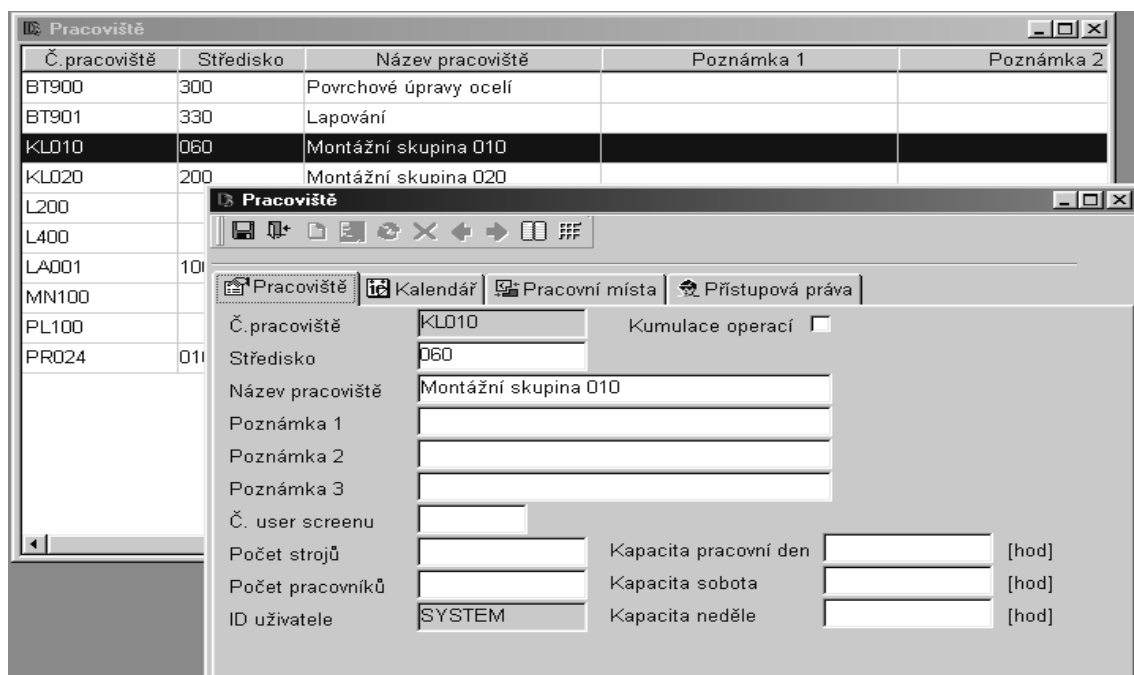 Pracoviště
Č.pracoviště Středisko Název pracoviště Poznámka 1 Poznámka 2
BT900 300 Povrchové úpravy ocelí
BT901 330 Lapování
KL010 060 Montážní skupina 010
KL020 200 Montážní skupina 020
L200
L400
LA001
MN100
PL100
PR024
Pracoviště
Pracoviště Kalendář Pracovní místa Přístupová práva
Č.pracoviště KL010 Kumulace operací
Středisko 060
Název pracoviště Montážní skupina 010
Poznámka 1
Poznámka 2
Poznámka 3
Č. user screenu
Počet strojů Kapacita pracovní den [hod]
Počet pracovníků Kapacita sobota [hod]
ID uživatele SYSTEM Kapacita neděle [hod]